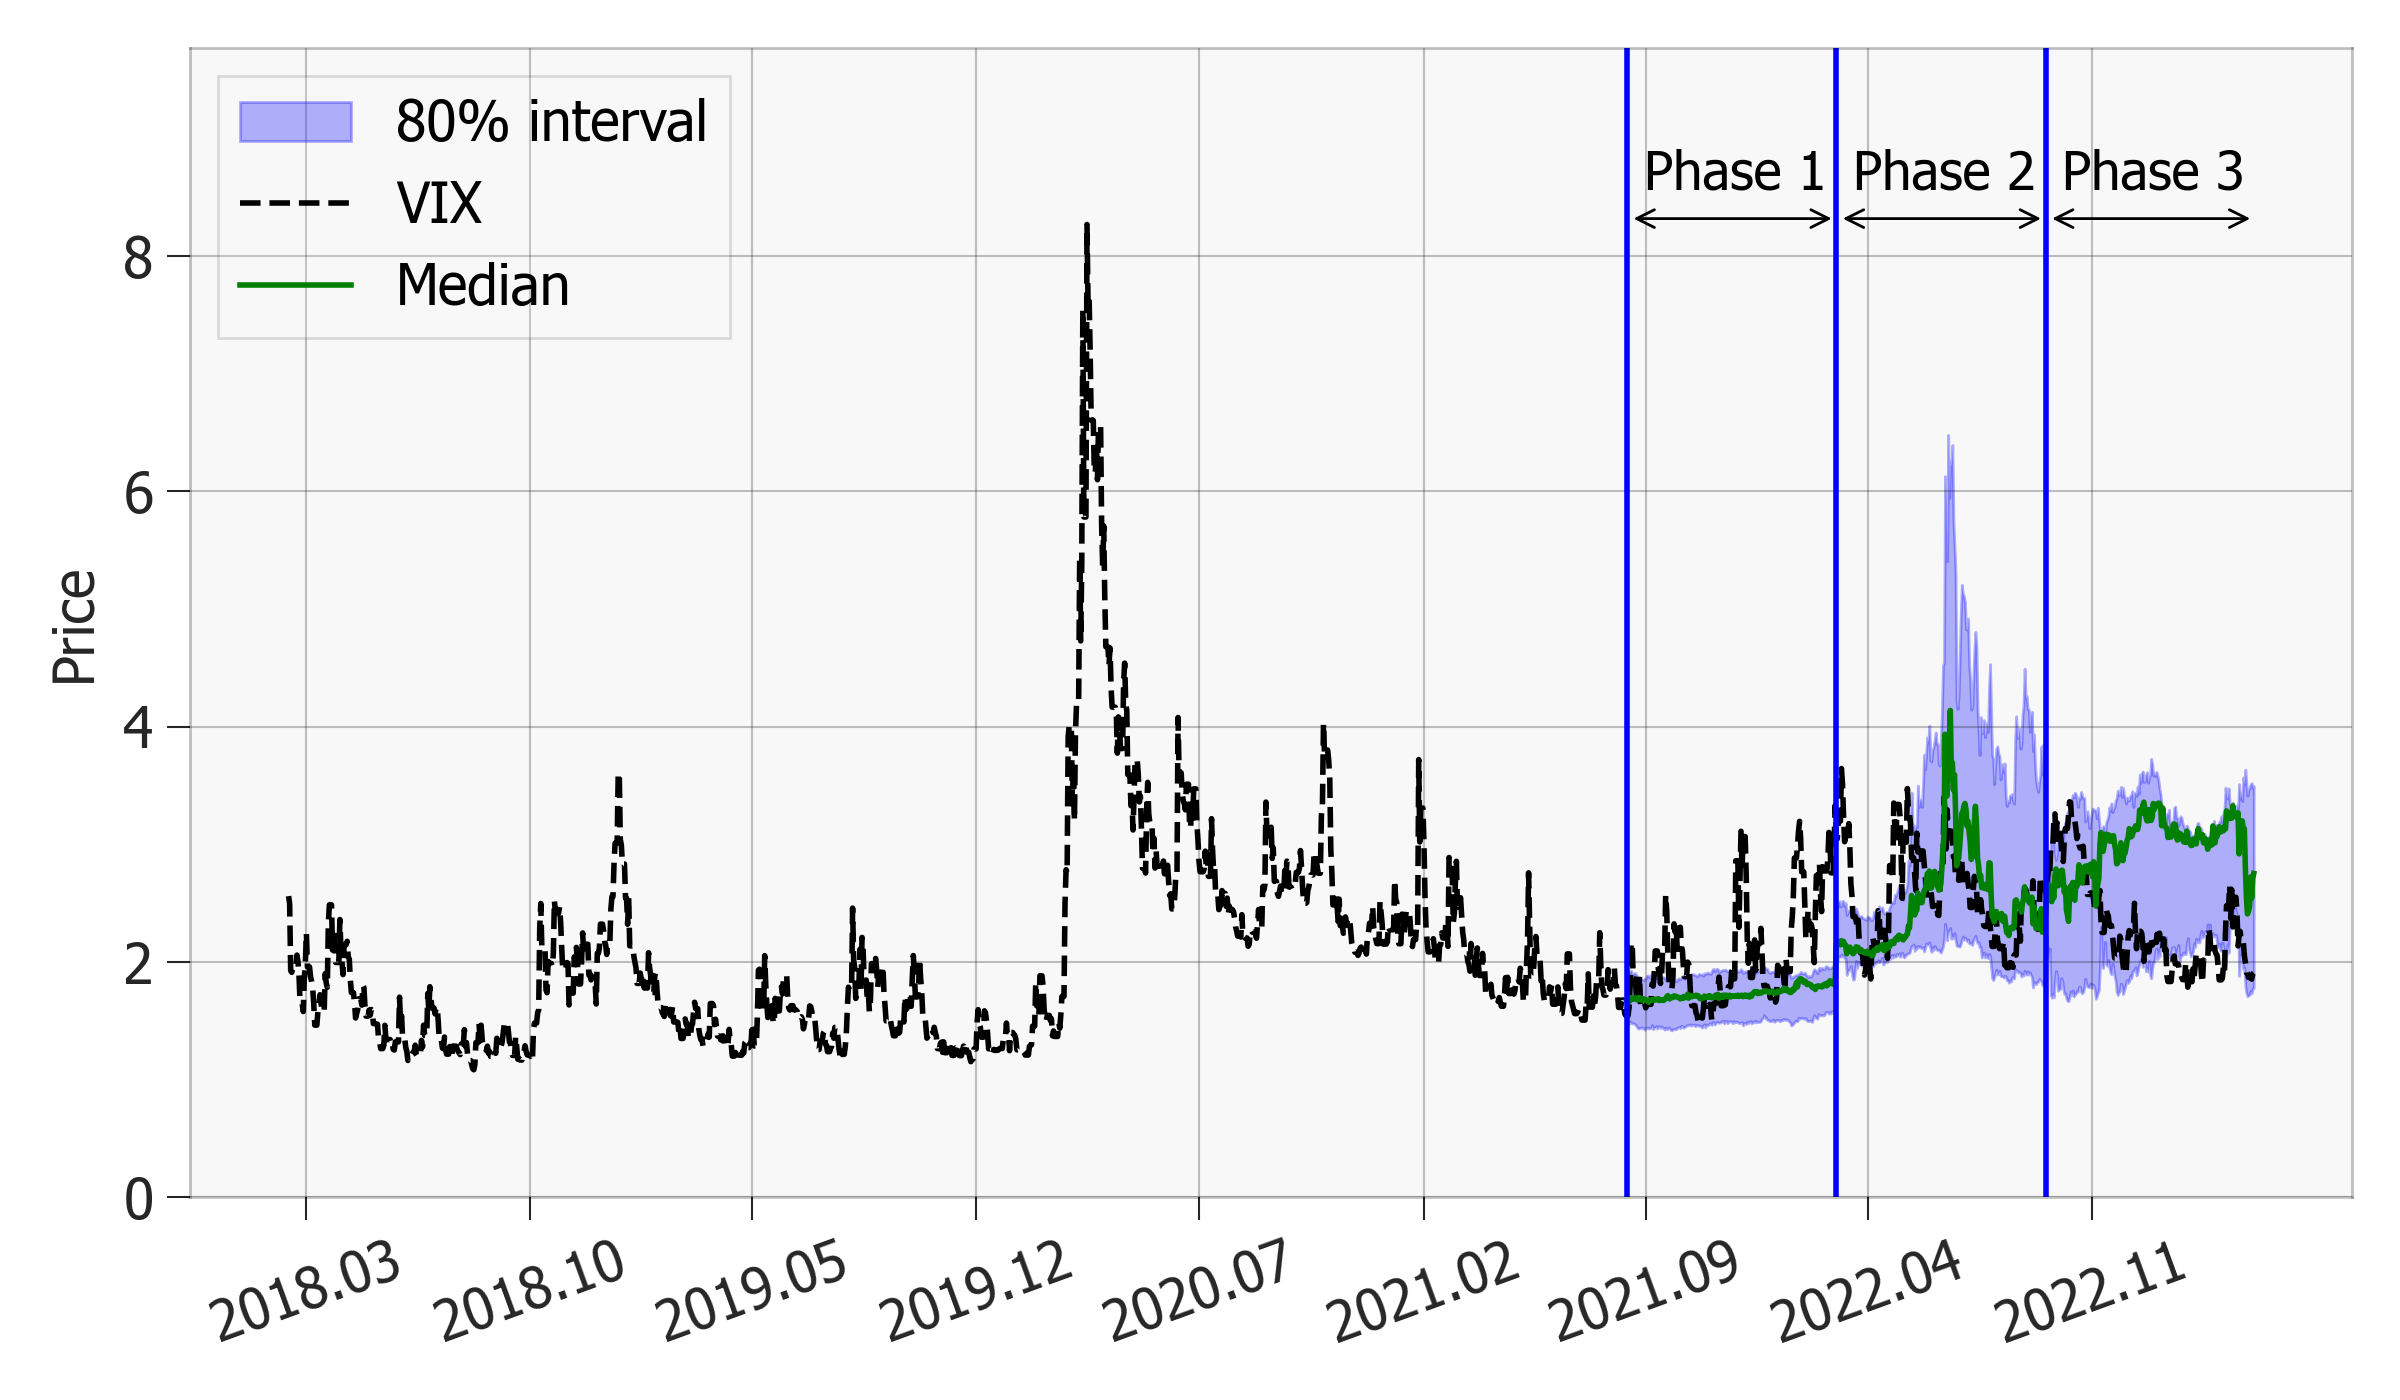 80% interval
VIX
Median
Phase 1
Phase 2
Phase 3
Price
8
6
4
2
0
2018.03
2018.10
2019.05
2019.12
2020.07
2021.02
2021.09
2022.04
2022.11